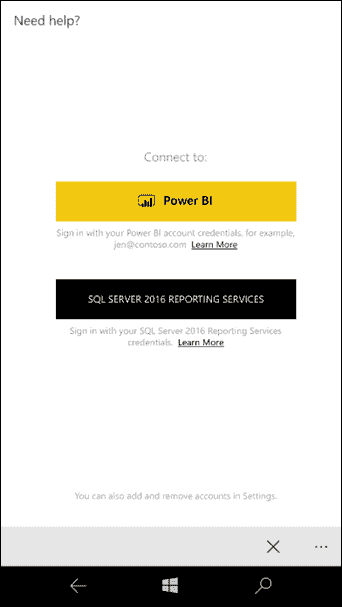 Need help?
Connect to:
Power BI
Sign in with your Power BI account credentials, for example,
jen@contoso.com Learn More
SQL SERVER 2016 REPORTING SERVICES
Sign in with your SQL Server 2016 Reporting Services
credentials. Learn More
You can also add and remove accounts in Settings.